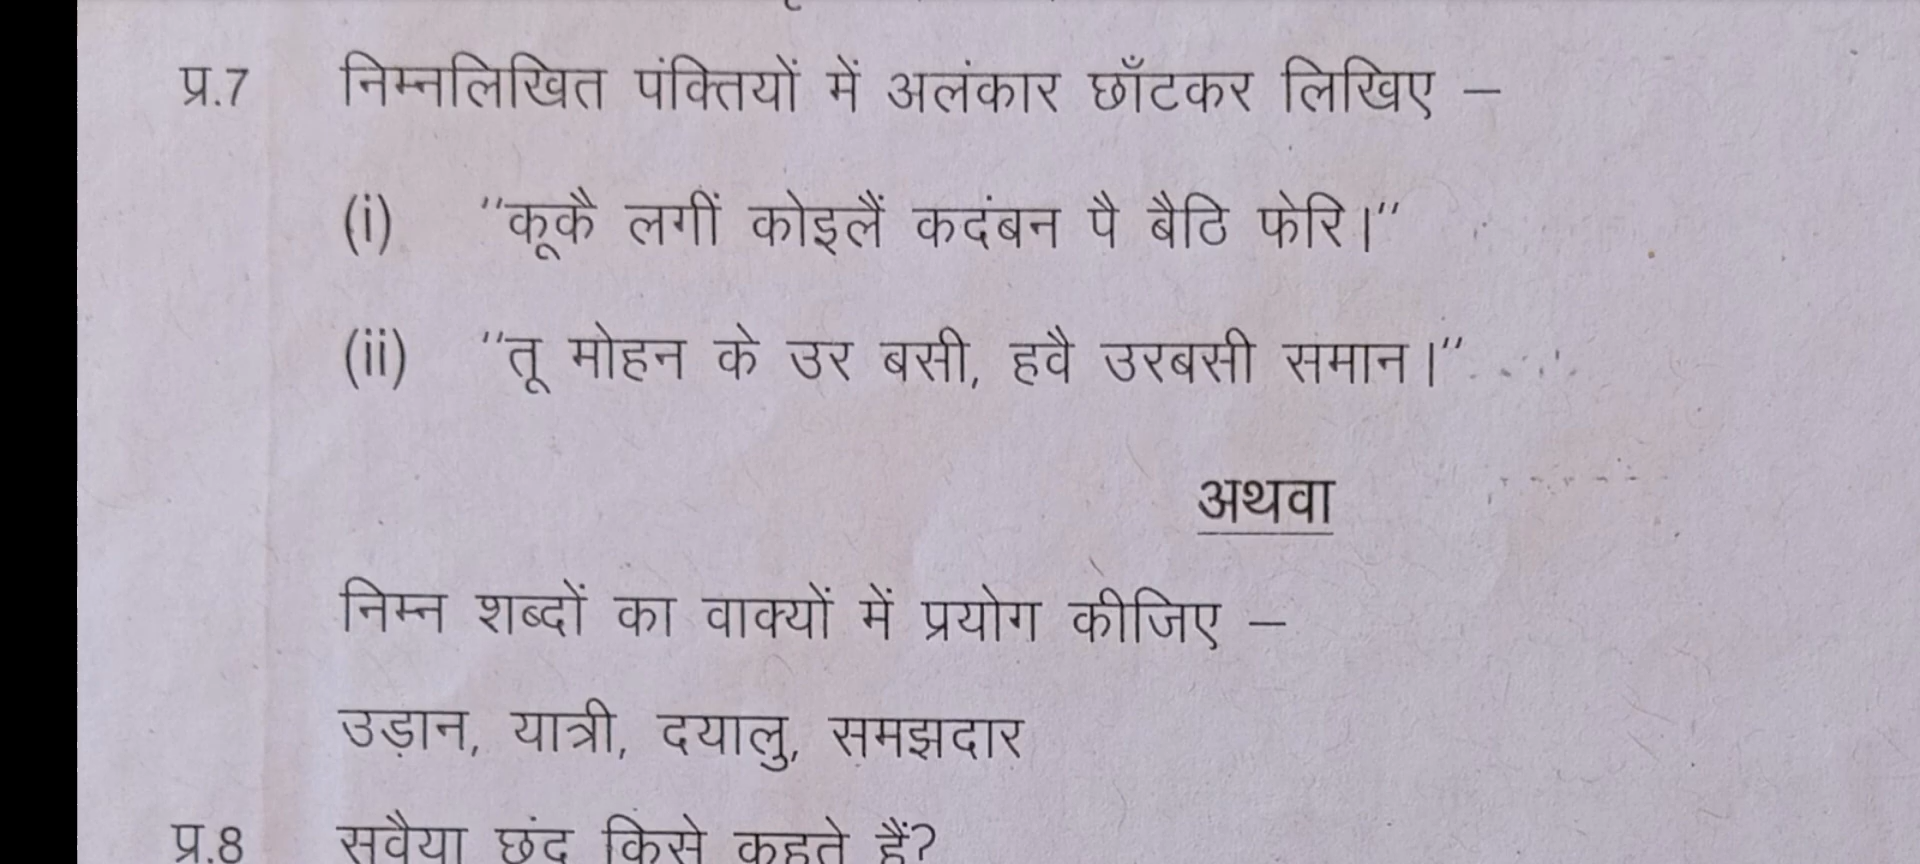 प्र.7 निम्नलिखित पंक्तियों में अलंकार छाँटकर लिखिए –
(i) "कूकै लगीं कोइलैं कदंबन पै बैठि फेरि।"
(ii) "तू मोहन के उर बसी, हवै उरबसी समान।"
अथवा
निम्न शब्दों का वाक्यों में प्रयोग कीजिए –
उड़ान, यात्री, दयालु, समझदार
प्र.8 सवैया छंद किसे कहते हैं?